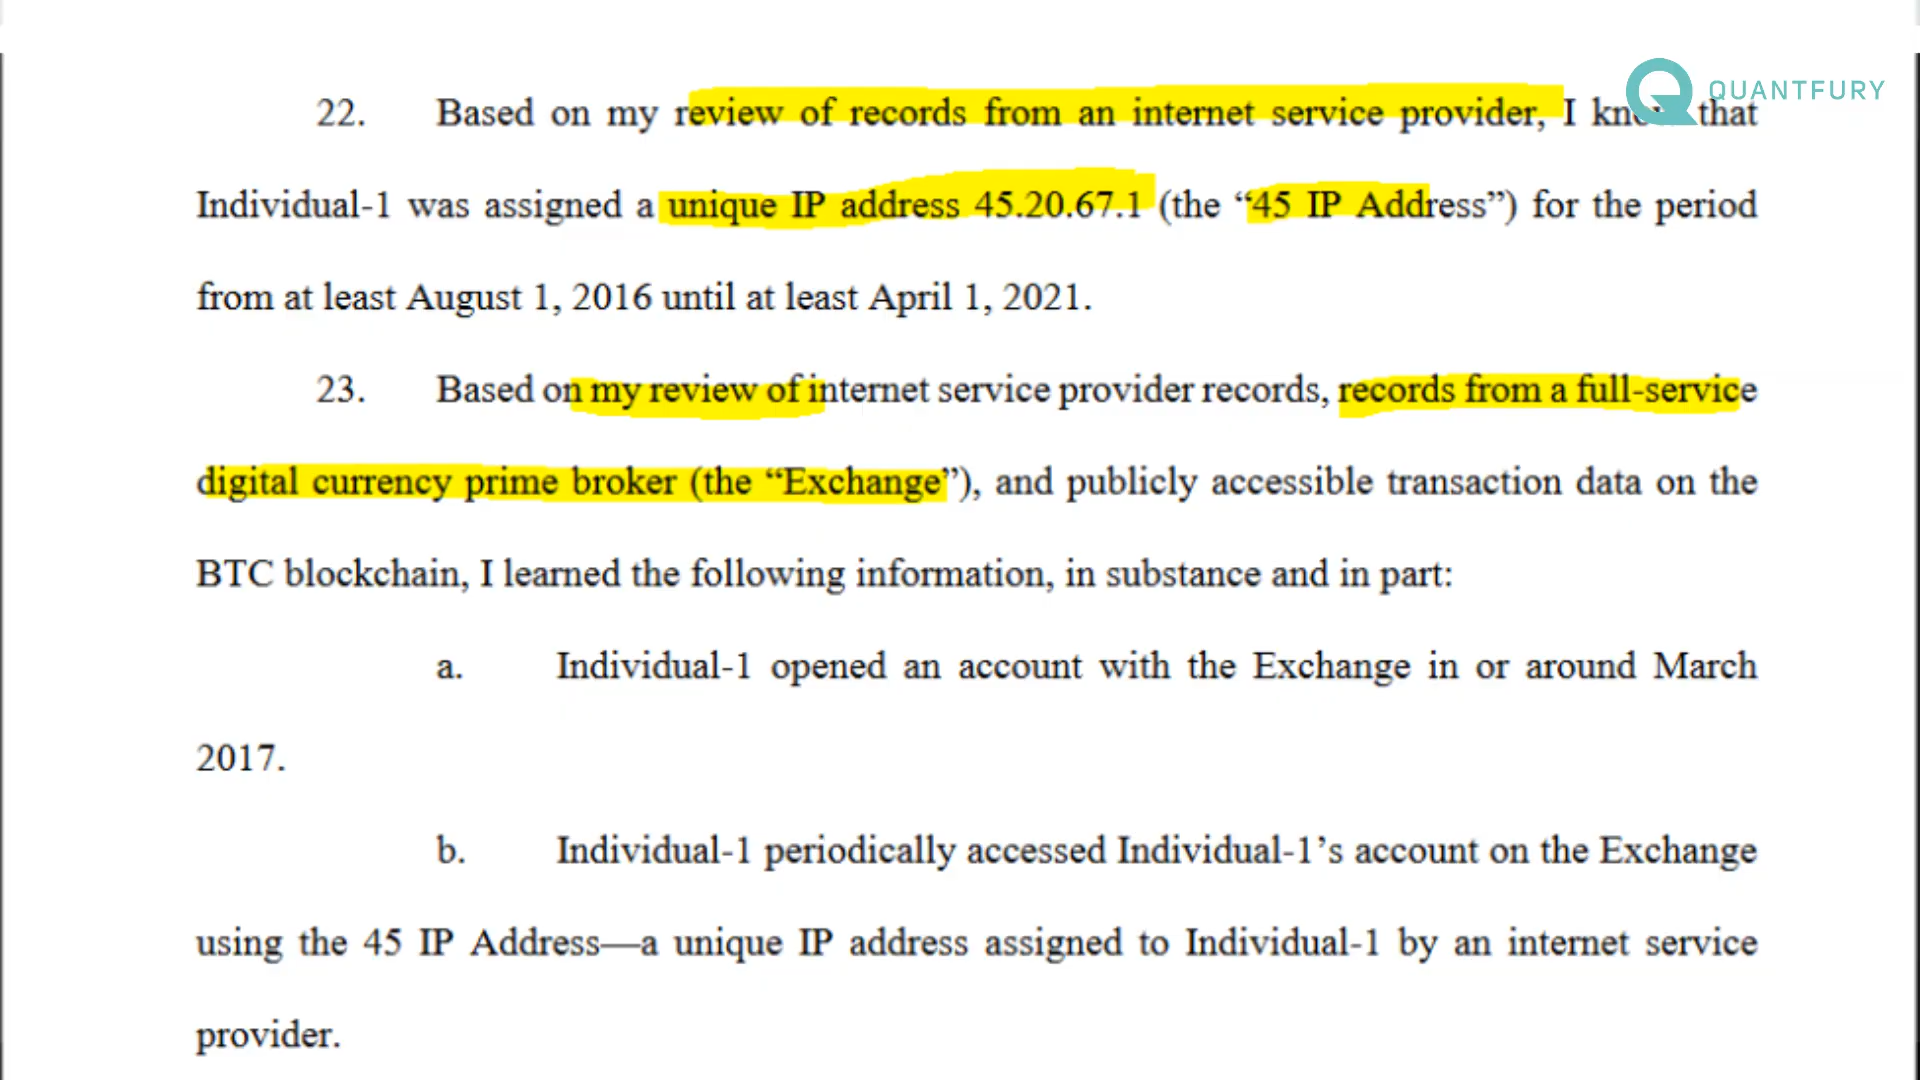 QUANTFURY
22. Based on my review of records from an internet service provider, I know that
Individual-1 was assigned a unique IP address 45.20.67.1 (the “45 IP Address”) for the period
from at least August 1, 2016 until at least April 1, 2021.
23. Based on my review of internet service provider records, records from a full-service
digital currency prime broker (the “Exchange”), and publicly accessible transaction data on the
BTC blockchain, I learned the following information, in substance and in part:
a. Individual-1 opened an account with the Exchange in or around March
2017.
b. Individual-1 periodically accessed Individual-1’s account on the Exchange
using the 45 IP Address—a unique IP address assigned to Individual-1 by an internet service
provider.